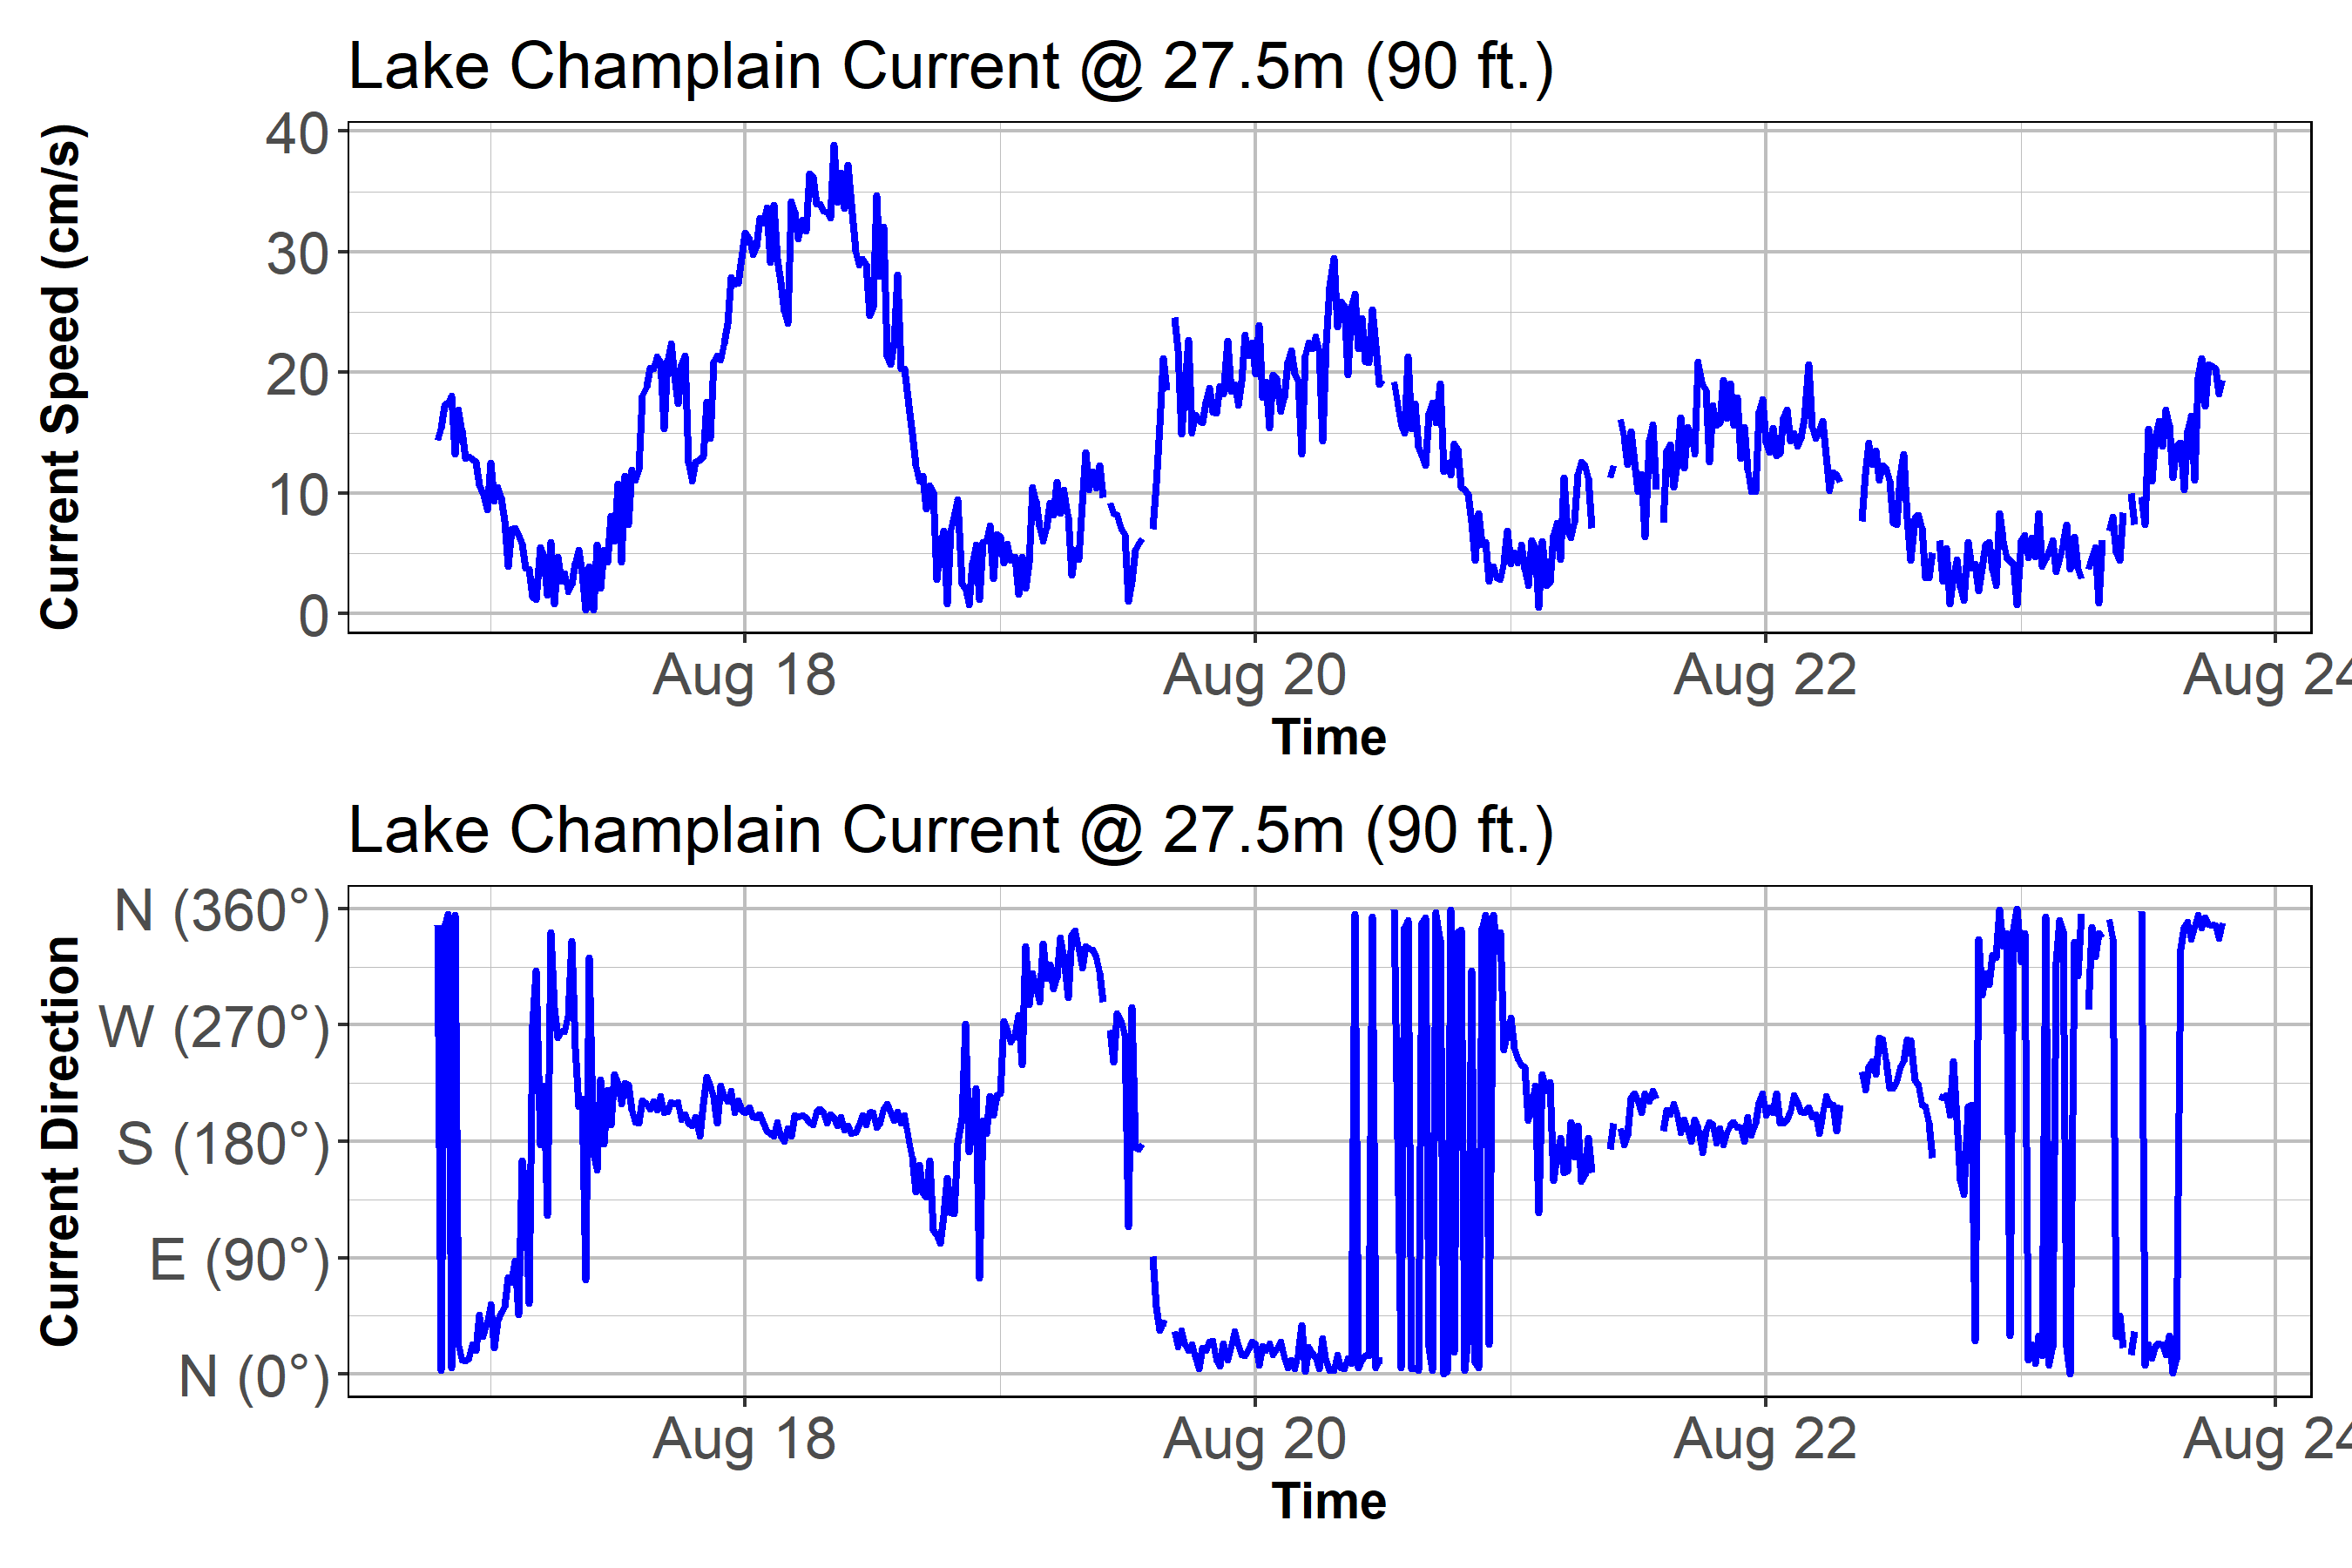 Lake Champlain Current @ 27.5m (90 ft.)
Current Speed (cm/s)
40
30
20
10
0
Aug 18 Aug 20 Aug 22 Aug 24
Time
Lake Champlain Current @ 27.5m (90 ft.)
Current Direction
N (360°)
W (270°)
S (180°)
E (90°)
N (0°)
Aug 18 Aug 20 Aug 22 Aug 24
Time